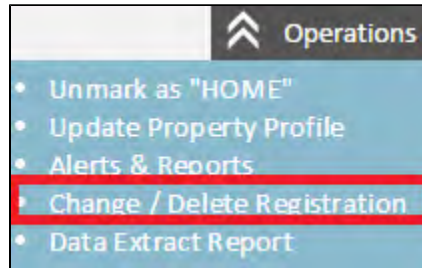 Operations
• Unmark as "HOME"
• Update Property Profile
• Alerts & Reports
• Change / Delete Registration
• Data Extract Report